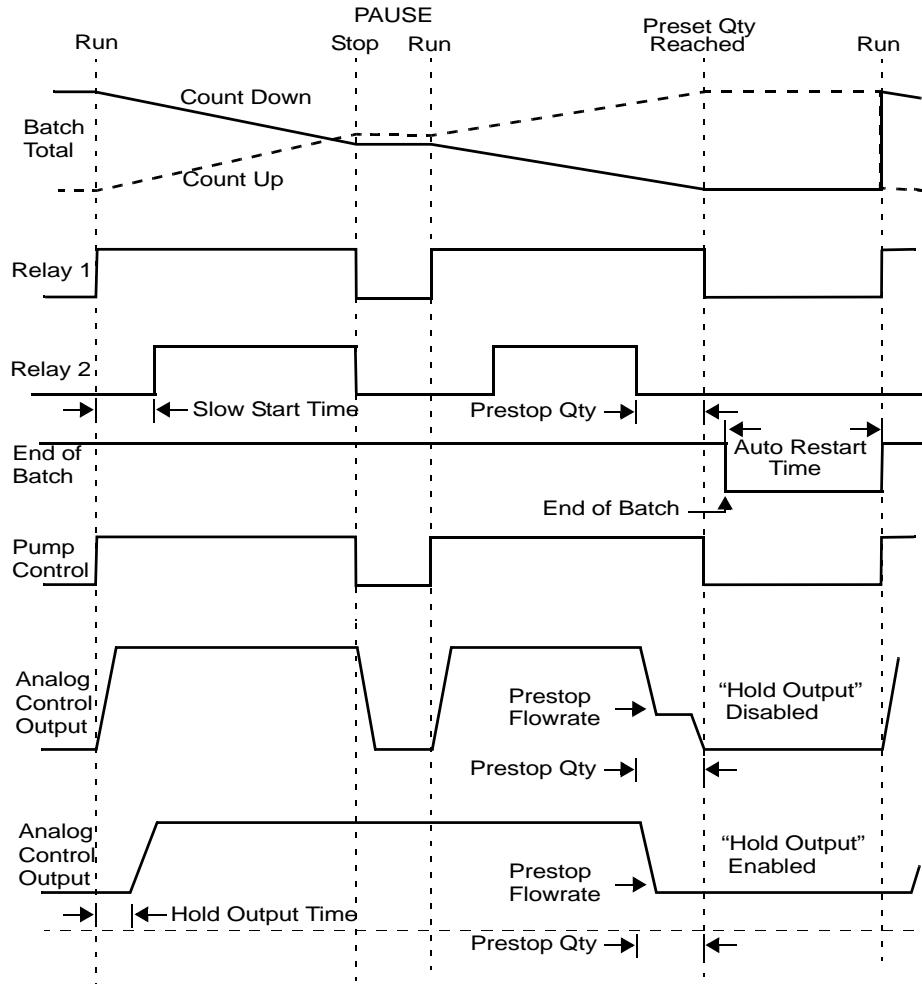 PAUSE
Run
Stop
Run
Preset Qty
Reached
Run
Count Down
Batch
Total
Count Up
Relay 1
Relay 2
Slow Start Time
Prestop Qty
End of
Batch
Auto Restart
Time
End of Batch
Pump
Control
Analog
Control
Output
Prestop
Flowrate
“Hold Output”
Disabled
Prestop Qty
Analog
Control
Output
Prestop
Flowrate
“Hold Output”
Enabled
Hold Output Time
Prestop Qty